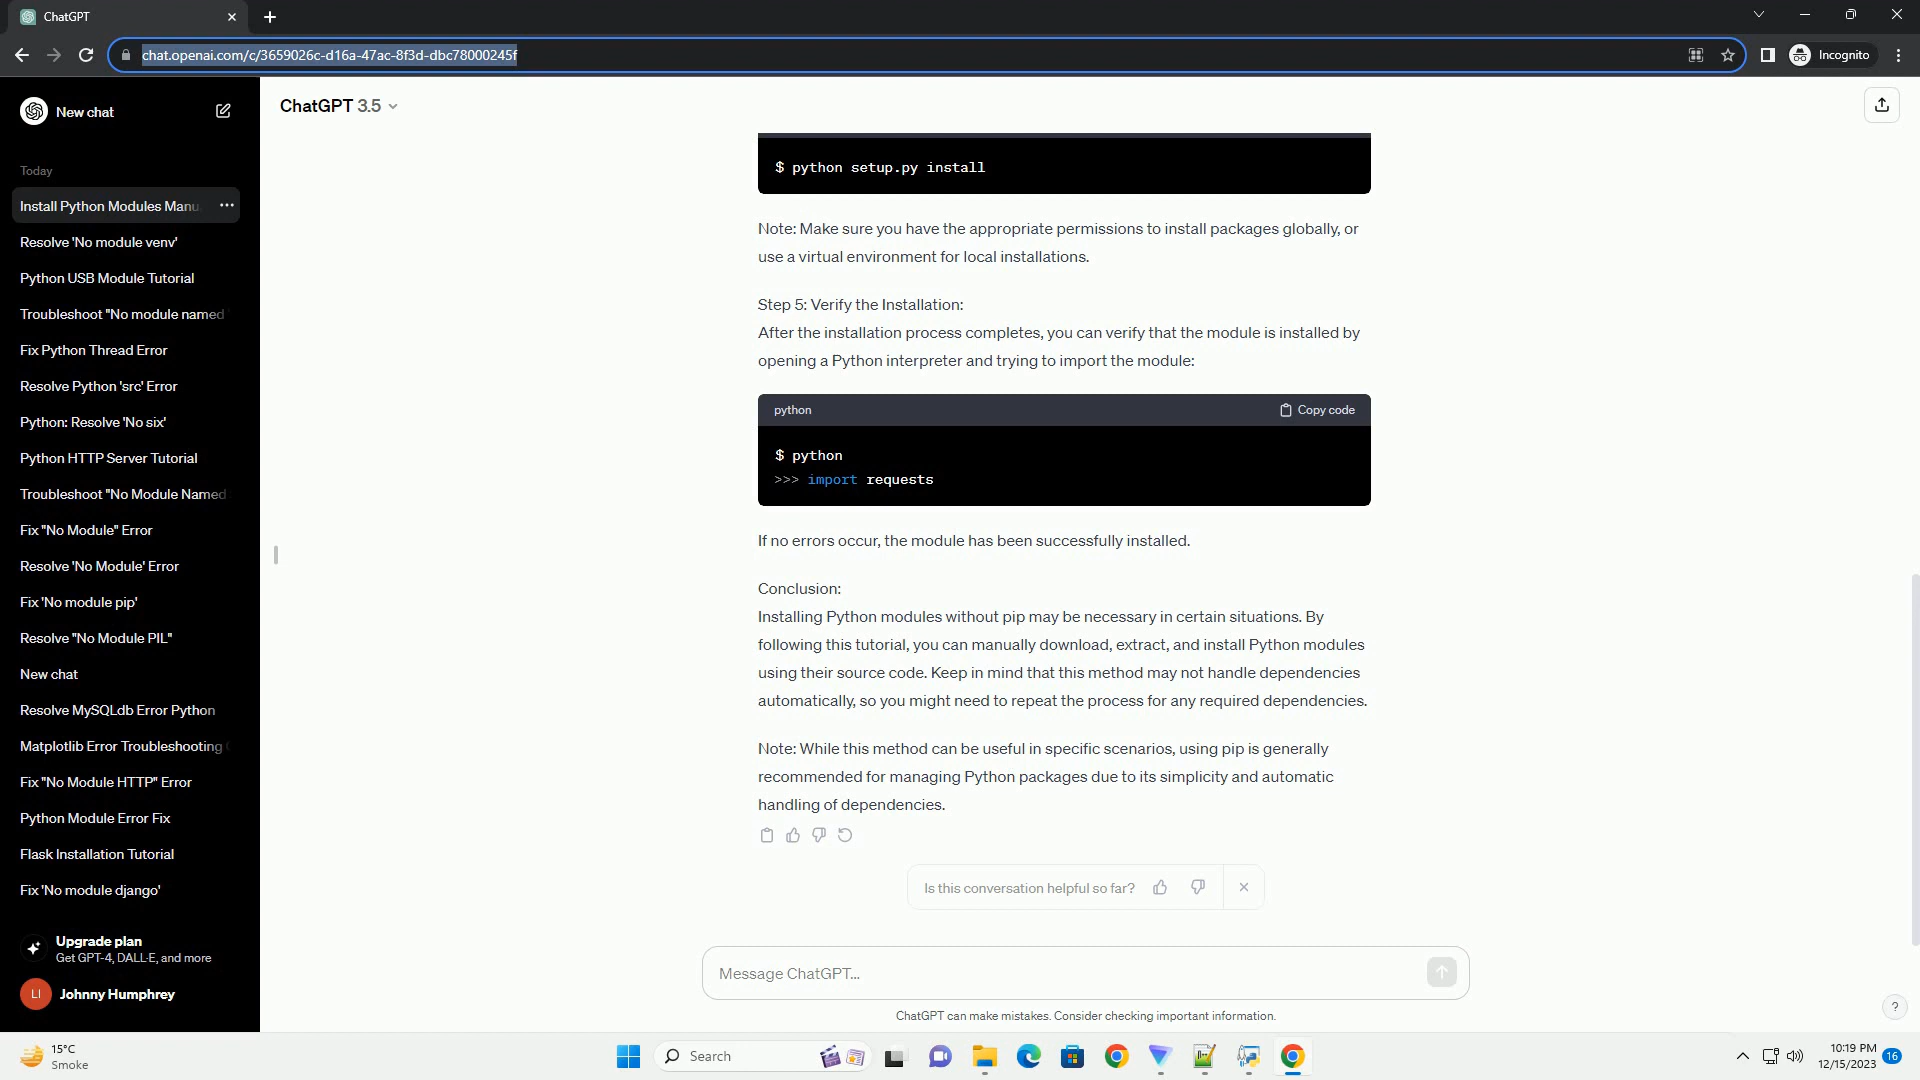 ChatGPT
chat.openai.com/c/3659026c-d16a-47ac-8f3d-dbc78000245f
Incognito
New chat
Today
Install Python Modules Manu
Resolve 'No module venv'
Python USB Module Tutorial
Troubleshoot "No module named
Fix Python Thread Error
Resolve Python 'src' Error
Python: Resolve 'No six'
Python HTTP Server Tutorial
Troubleshoot "No Module Named
Fix "No Module" Error
Resolve 'No Module' Error
Fix 'No module pip'
Resolve "No Module PIL"
New chat
Resolve MySQLdb Error Python
Matplotlib Error Troubleshooting
Fix "No Module HTTP" Error
Python Module Error Fix
Flask Installation Tutorial
Fix 'No module django'
Upgrade plan
Get GPT-4, DALL·E, and more
LI
Johnny Humphrey
ChatGPT 3.5
$ python setup.py install
Note: Make sure you have the appropriate permissions to install packages globally, or
use a virtual environment for local installations.
Step 5: Verify the Installation:
After the installation process completes, you can verify that the module is installed by
opening a Python interpreter and trying to import the module:
python
Copy code
$ python
>>> import requests
If no errors occur, the module has been successfully installed.
Conclusion:
Installing Python modules without pip may be necessary in certain situations. By
following this tutorial, you can manually download, extract, and install Python modules
using their source code. Keep in mind that this method may not handle dependencies
automatically, so you might need to repeat the process for any required dependencies.
Note: While this method can be useful in specific scenarios, using pip is generally
recommended for managing Python packages due to its simplicity and automatic
handling of dependencies.
Is this conversation helpful so far?
Message ChatGPT...
ChatGPT can make mistakes. Consider checking important information.
?
15°C
Smoke
Search
10:19 PM
12/15/2023
16